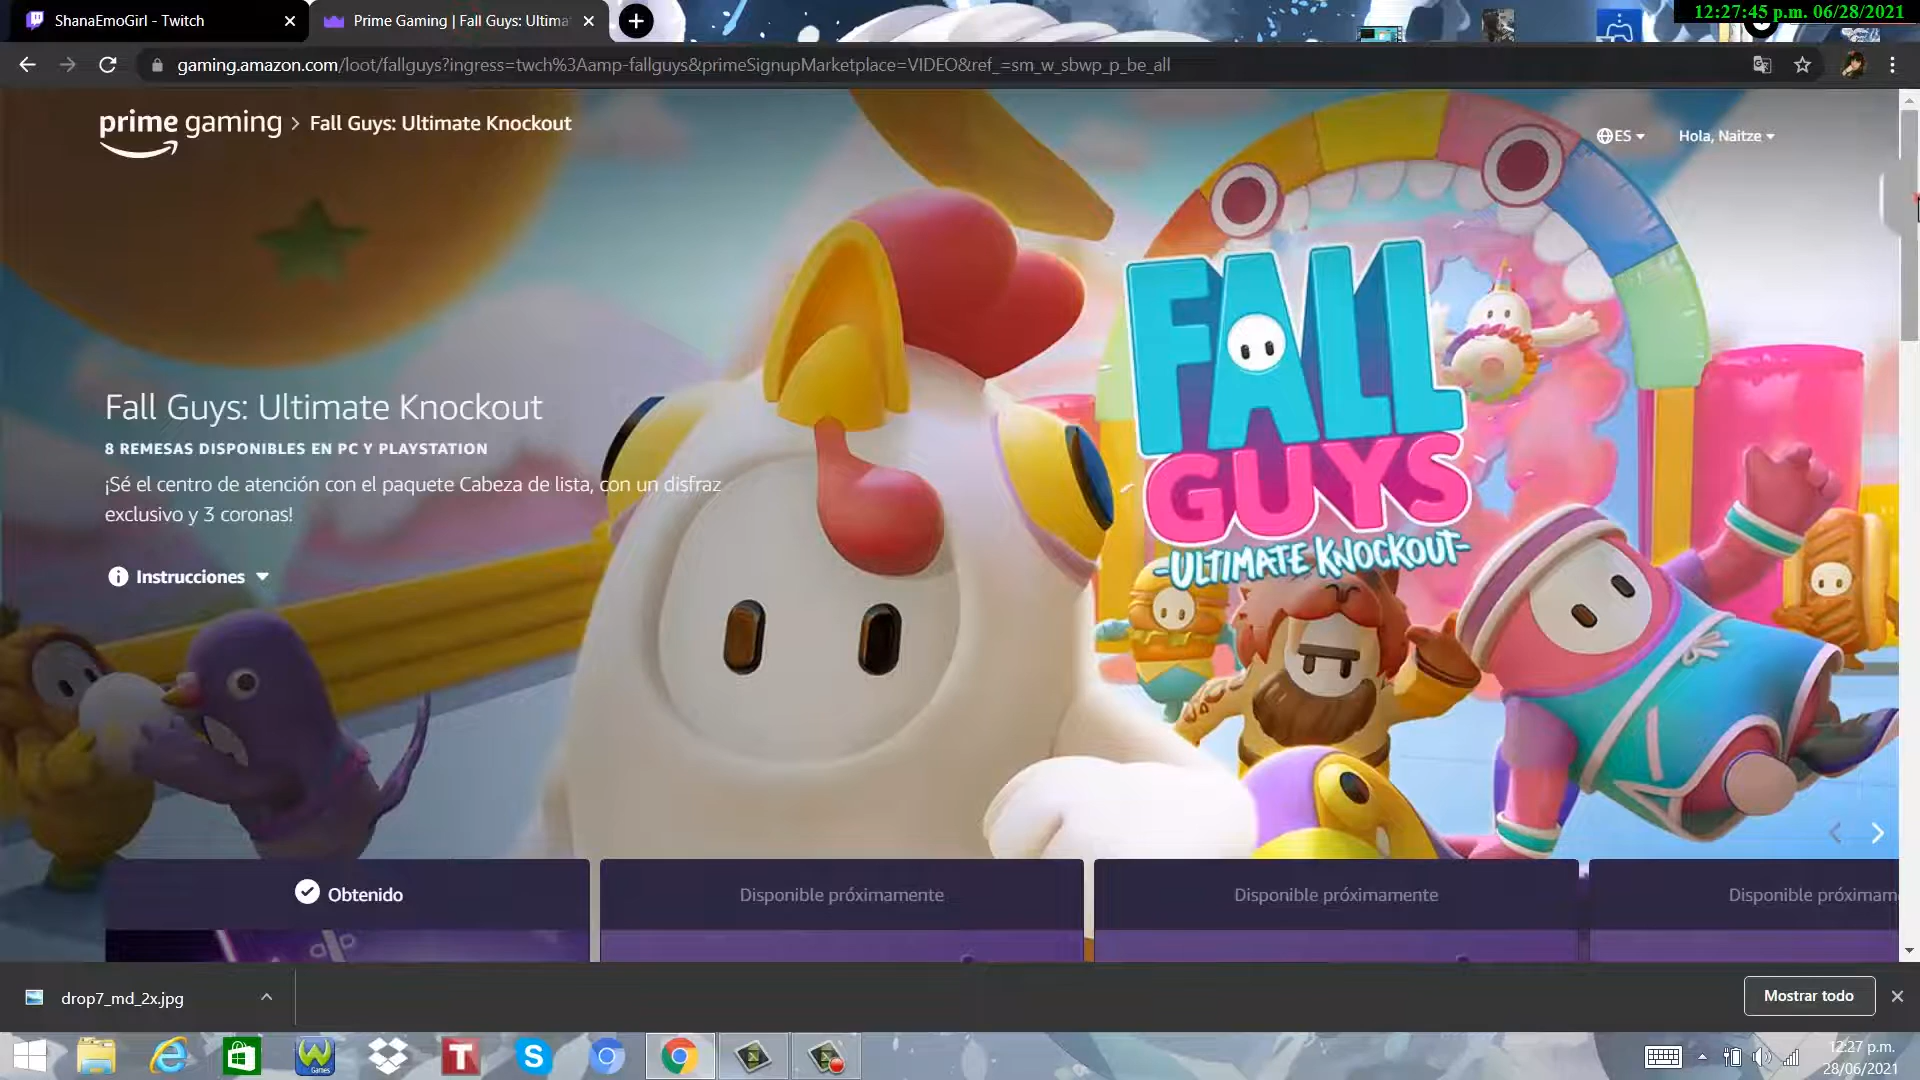 ShanaEmoGirl - Twitch
Prime Gaming | Fall Guys: Ultima
12:27:45 p.m. 06/28/2021
gaming.amazon.com/loot/fallguys?ingress=twch%3Aamp-fallguys&primeSignupMarketplace=VIDEO&ref_=sm_w_sbwp_p_be_all
prime gaming > Fall Guys: Ultimate Knockout
ES
Hola, Naitze
FALL
GUYS
-ULTIMATE KNOCKOUT-
Fall Guys: Ultimate Knockout
8 REMESAS DISPONIBLES EN PC Y PLAYSTATION
¡Sé el centro de atención con el paquete Cabeza de lista, con un disfraz
exclusivo y 3 coronas!
Instrucciones
Obtenido
Disponible próximamente
Disponible próximamente
Disponible próximam
drop7_md_2x.jpg
Mostrar todo
W
Games
T
S
12:27 p.m.
28/06/2021